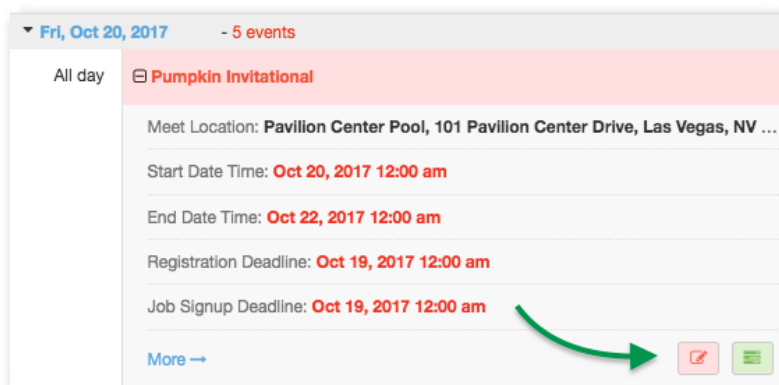 Fri, Oct 20, 2017 - 5 events
All day Pumpkin Invitational
Meet Location: Pavilion Center Pool, 101 Pavilion Center Drive, Las Vegas, NV ...
Start Date Time: Oct 20, 2017 12:00 am
End Date Time: Oct 22, 2017 12:00 am
Registration Deadline: Oct 19, 2017 12:00 am
Job Signup Deadline: Oct 19, 2017 12:00 am
More →